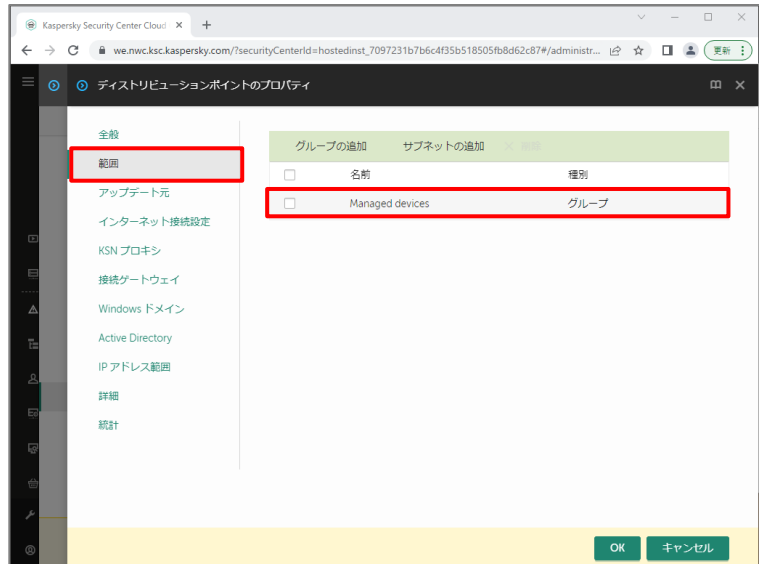 Kaspersky Security Center Cloud
we.nwc.ksc.kaspersky.com/?securityCenterId=hostedinst_7097231b7b6c4f35b518505fb8d62c87#/administr...
更新
ディストリビューションポイントのプロパティ
全般
範囲
アップデート元
インターネット接続設定
KSN プロキシ
接続ゲートウェイ
Windows ドメイン
Active Directory
IP アドレス範囲
詳細
統計
グループの追加 サブネットの追加 削除
名前 種別
Managed devices グループ
OK キャンセル